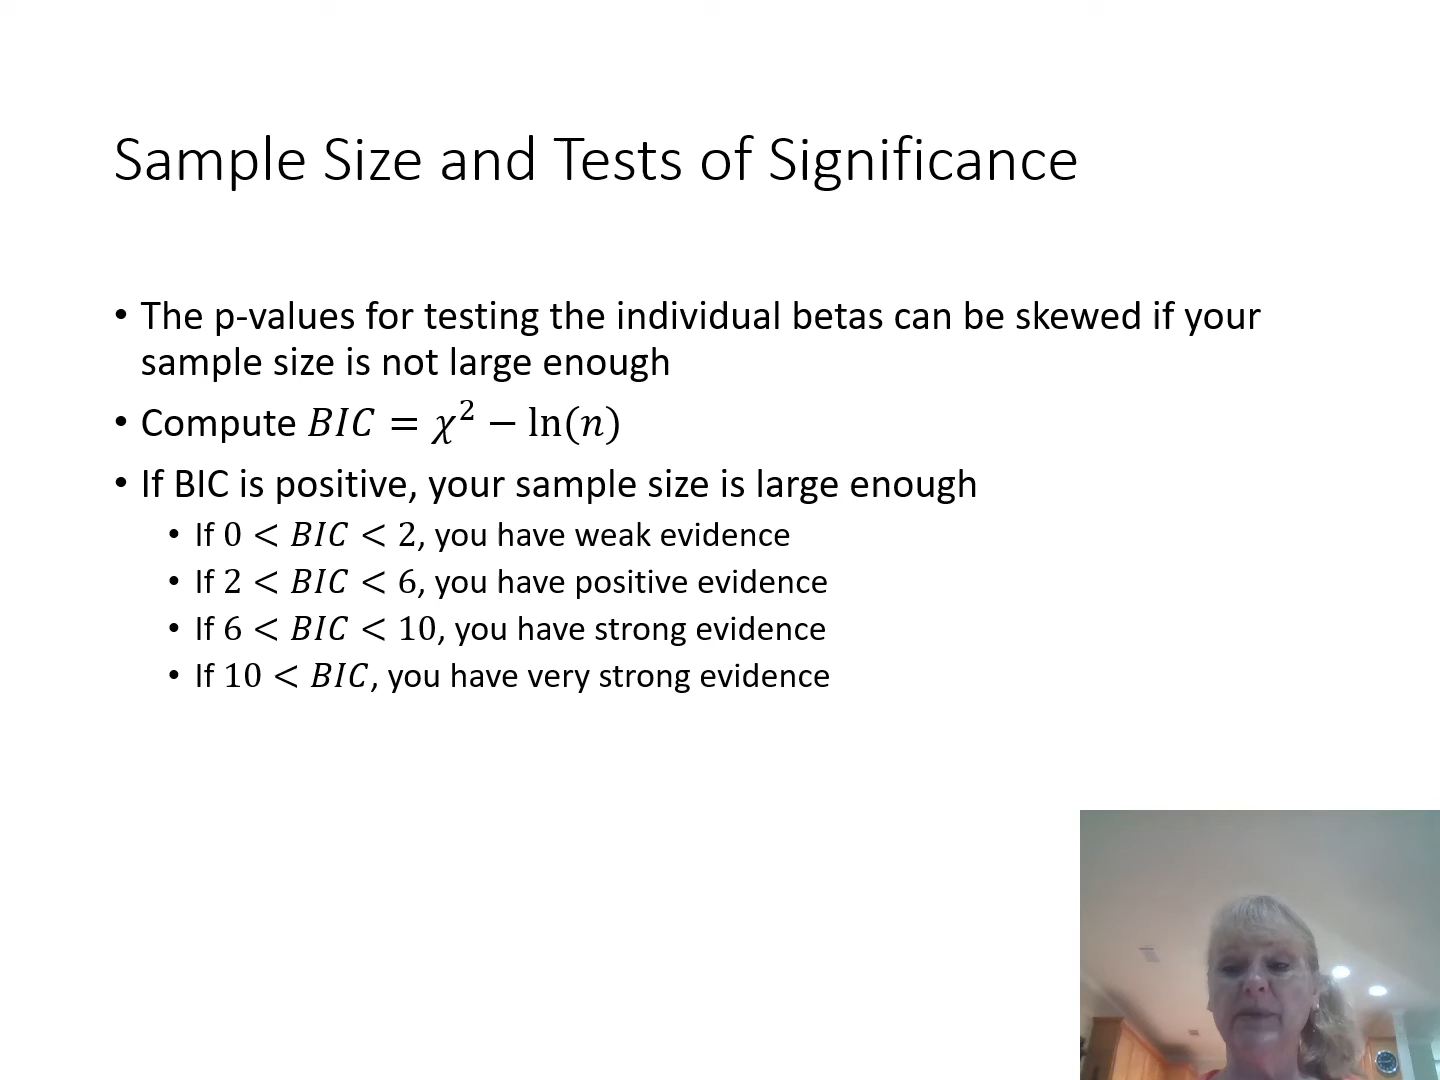 Sample Size and Tests of Significance
• The p-values for testing the individual betas can be skewed if your
sample size is not large enough
• Compute BIC = χ² − ln(n)
• If BIC is positive, your sample size is large enough
• If 0 < BIC < 2, you have weak evidence
• If 2 < BIC < 6, you have positive evidence
• If 6 < BIC < 10, you have strong evidence
• If 10 < BIC, you have very strong evidence